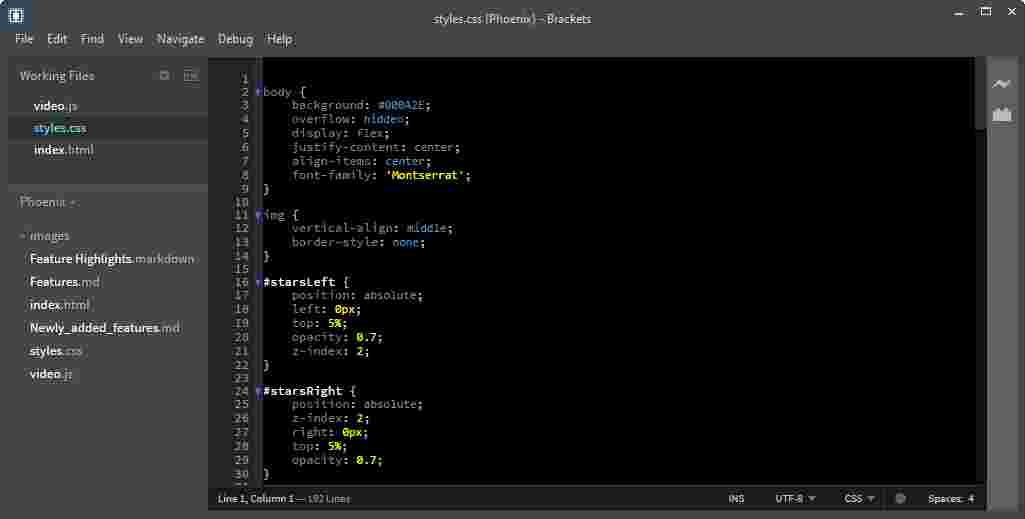 styles.css (Phoenix) - Brackets
File Edit Find View Navigate Debug Help
Working Files
video.js
styles.css
index.html
Phoenix
images
Feature Highlights.markdown
Features.md
index.html
Newly_added_features.md
styles.css
video.js
1
2 body {
3 background: #000A2E;
4 overflow: hidden;
5 display: flex;
6 justify-content: center;
7 align-items: center;
8 font-family: 'Montserrat';
9 }
10
11 img {
12 vertical-align: middle;
13 border-style: none;
14 }
15
16 #starsLeft {
17 position: absolute;
18 left: 0px;
19 top: 5%;
20 opacity: 0.7;
21 z-index: 2;
22 }
23
24 #starsRight {
25 position: absolute;
26 z-index: 2;
27 right: 0px;
28 top: 5%;
29 opacity: 0.7;
30 }
Line 1, Column 1 — 192 Lines INS UTF-8 CSS Spaces: 4